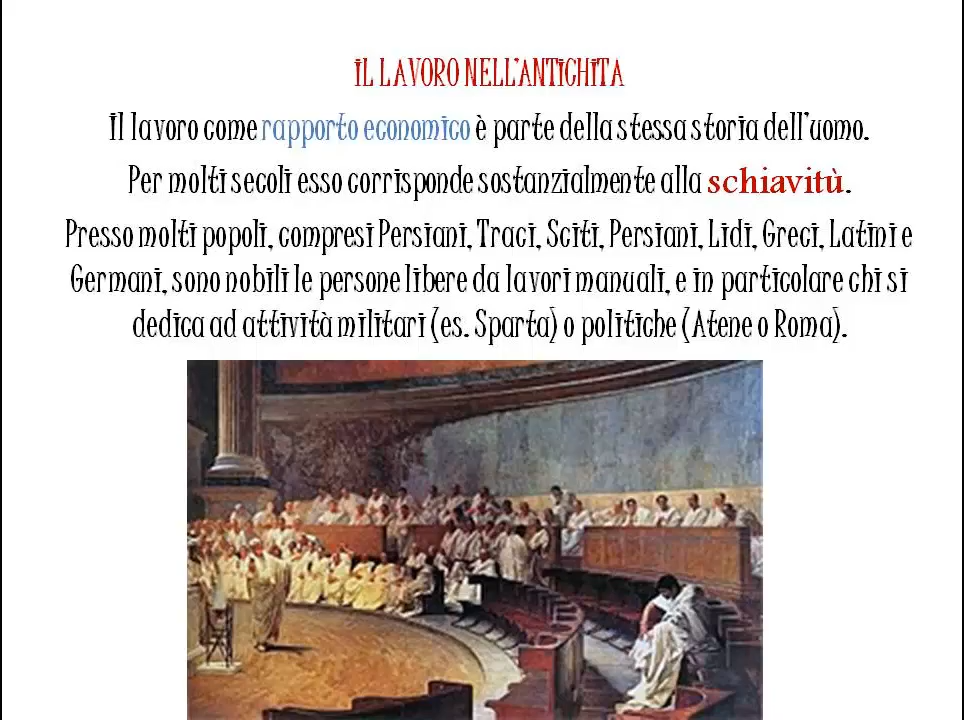 IL LAVORO NELL'ANTICHITA
Il lavoro come rapporto economico è parte della stessa storia dell'uomo.
Per molti secoli esso corrisponde sostanzialmente alla schiavitù.
Presso molti popoli, compresi Persiani, Traci, Sciti, Persiani, Lidi, Greci, Latini e
Germani, sono nobili le persone libere da lavori manuali, e in particolare chi si
dedica ad attività militari (es. Sparta) o politiche (Atene o Roma).